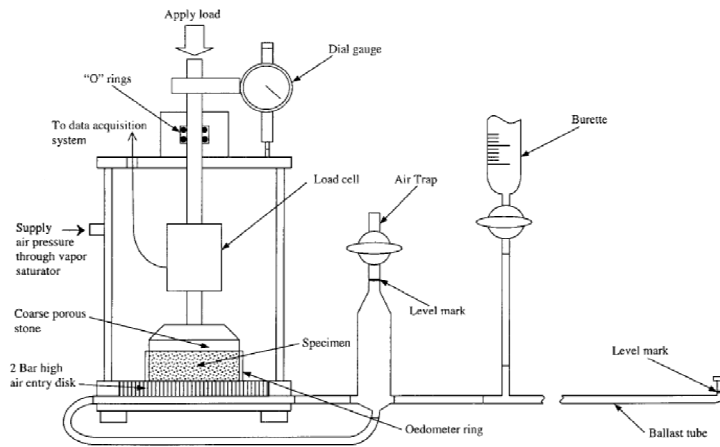 Apply load
Dial gauge
"O" rings
To data acquisition
system
Burette
Load cell
Air Trap
Supply
air pressure
through vapor
saturator
Level mark
Coarse porous
stone
Specimen
Level mark
2 Bar high
air entry disk
Oedometer ring
Ballast tube